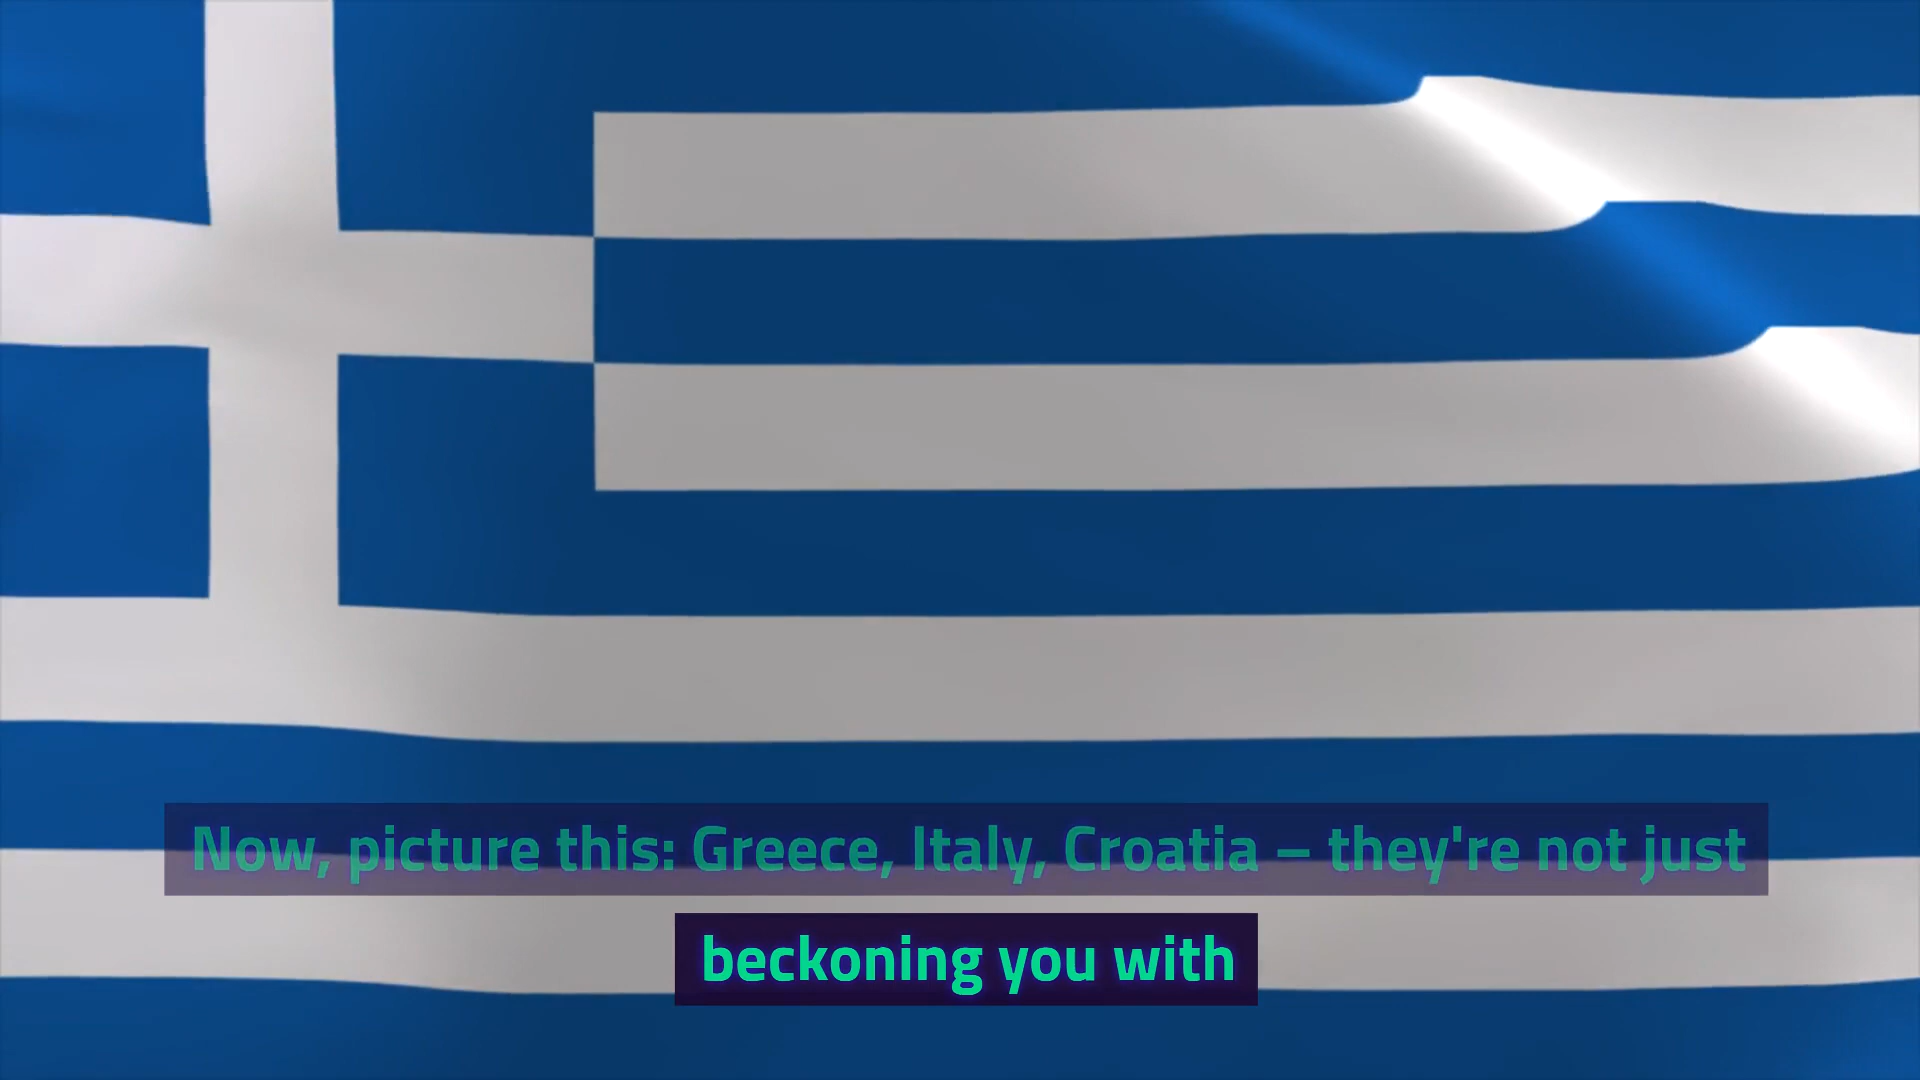 Now, picture this: Greece, Italy, Croatia – they're not just
beckoning you with